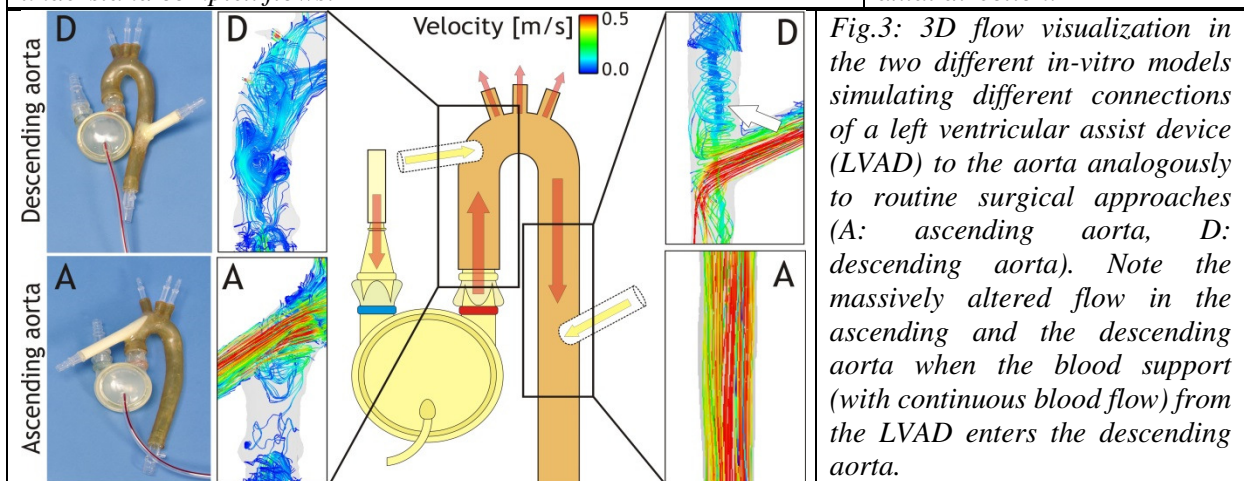 Descending aorta
D
D
Velocity [m/s]
0.5
0.0
D
Ascending aorta
A
A
A
Fig.3: 3D flow visualization in
the two different in-vitro models
simulating different connections
of a left ventricular assist device
(LVAD) to the aorta analogously
to routine surgical approaches
(A: ascending aorta, D:
descending aorta). Note the
massively altered flow in the
ascending and the descending
aorta when the blood support
(with continuous blood flow) from
the LVAD enters the descending
aorta.